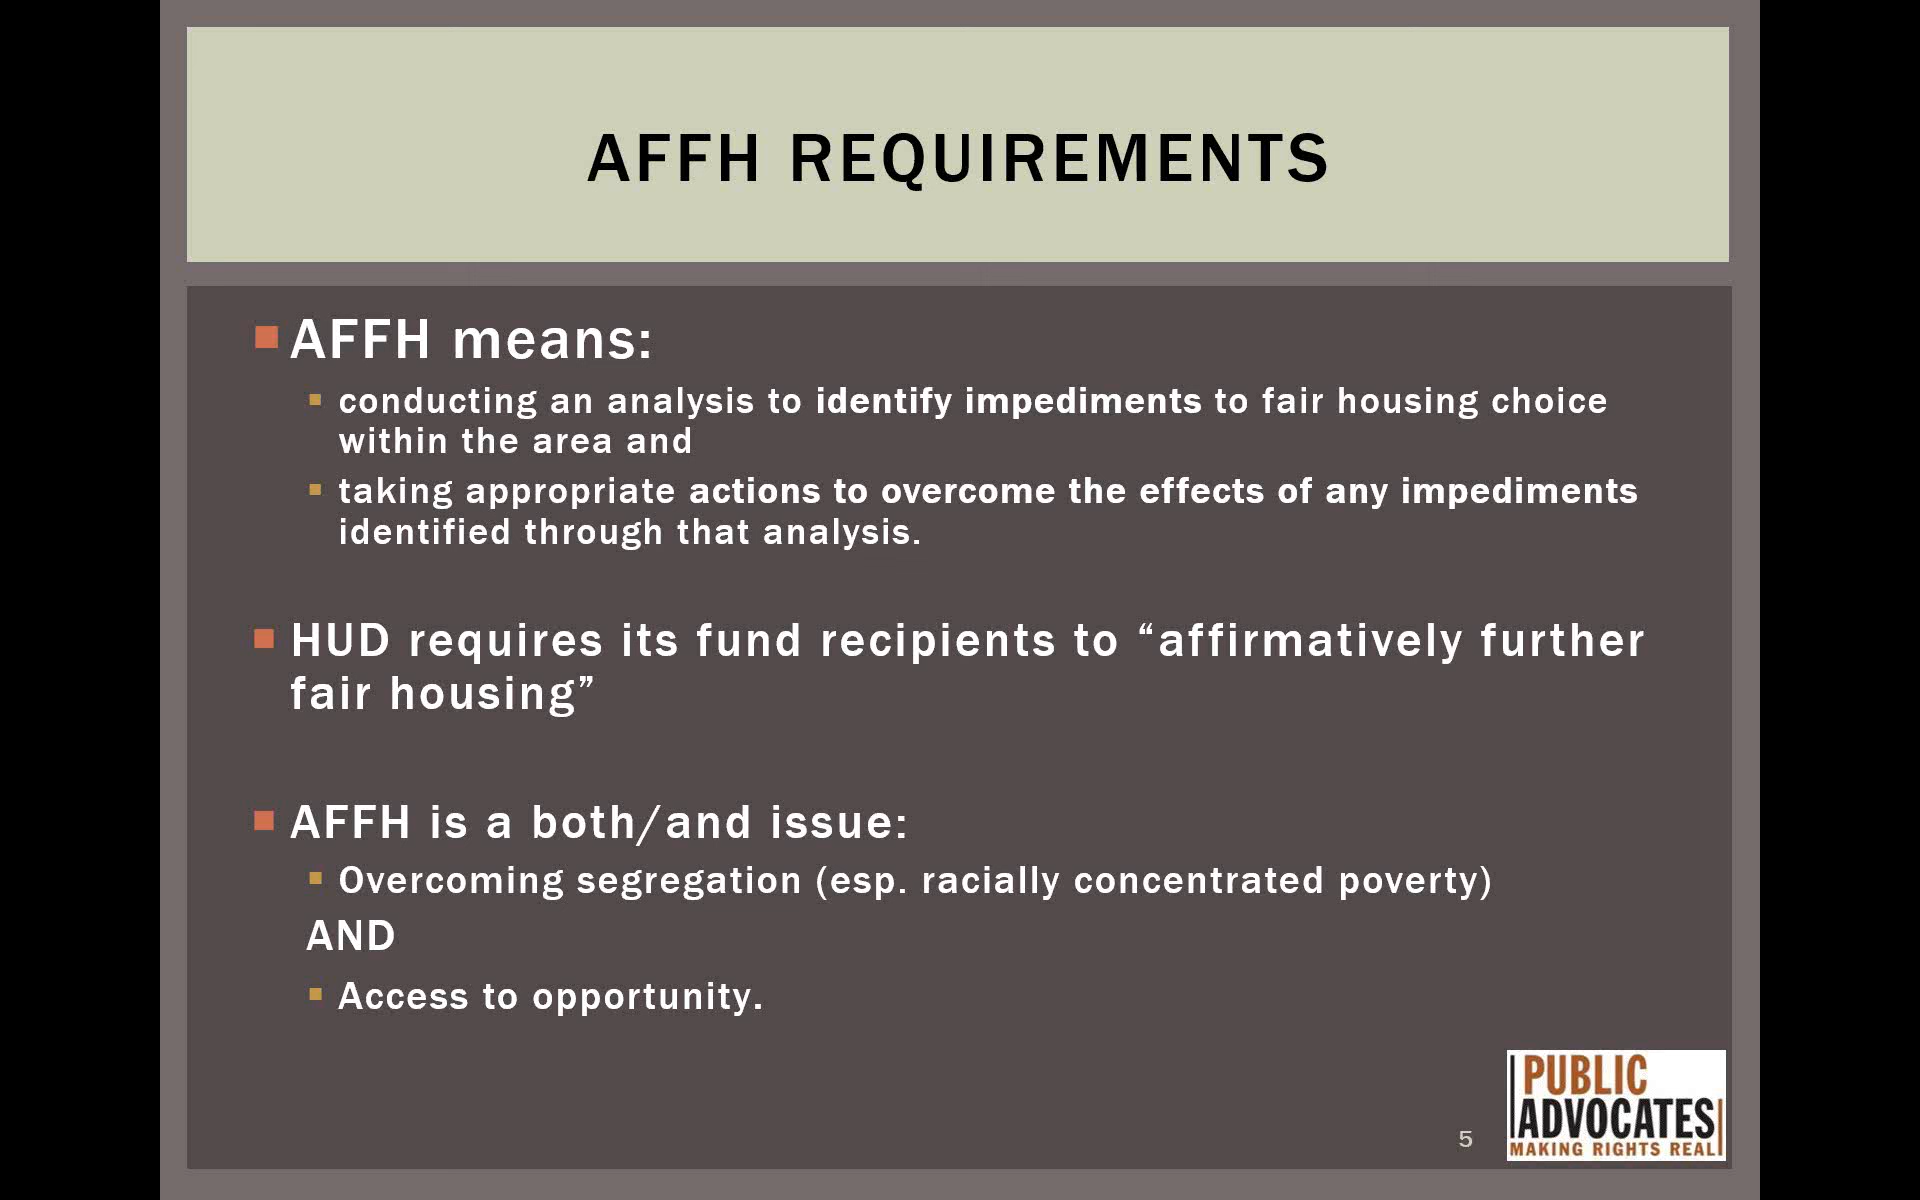 AFFH REQUIREMENTS
AFFH means:
conducting an analysis to identify impediments to fair housing choice
within the area and
taking appropriate actions to overcome the effects of any impediments
identified through that analysis.
HUD requires its fund recipients to “affirmatively further
fair housing”
AFFH is a both/and issue:
Overcoming segregation (esp. racially concentrated poverty)
AND
Access to opportunity.
5
PUBLIC
ADVOCATES
MAKING RIGHTS REAL